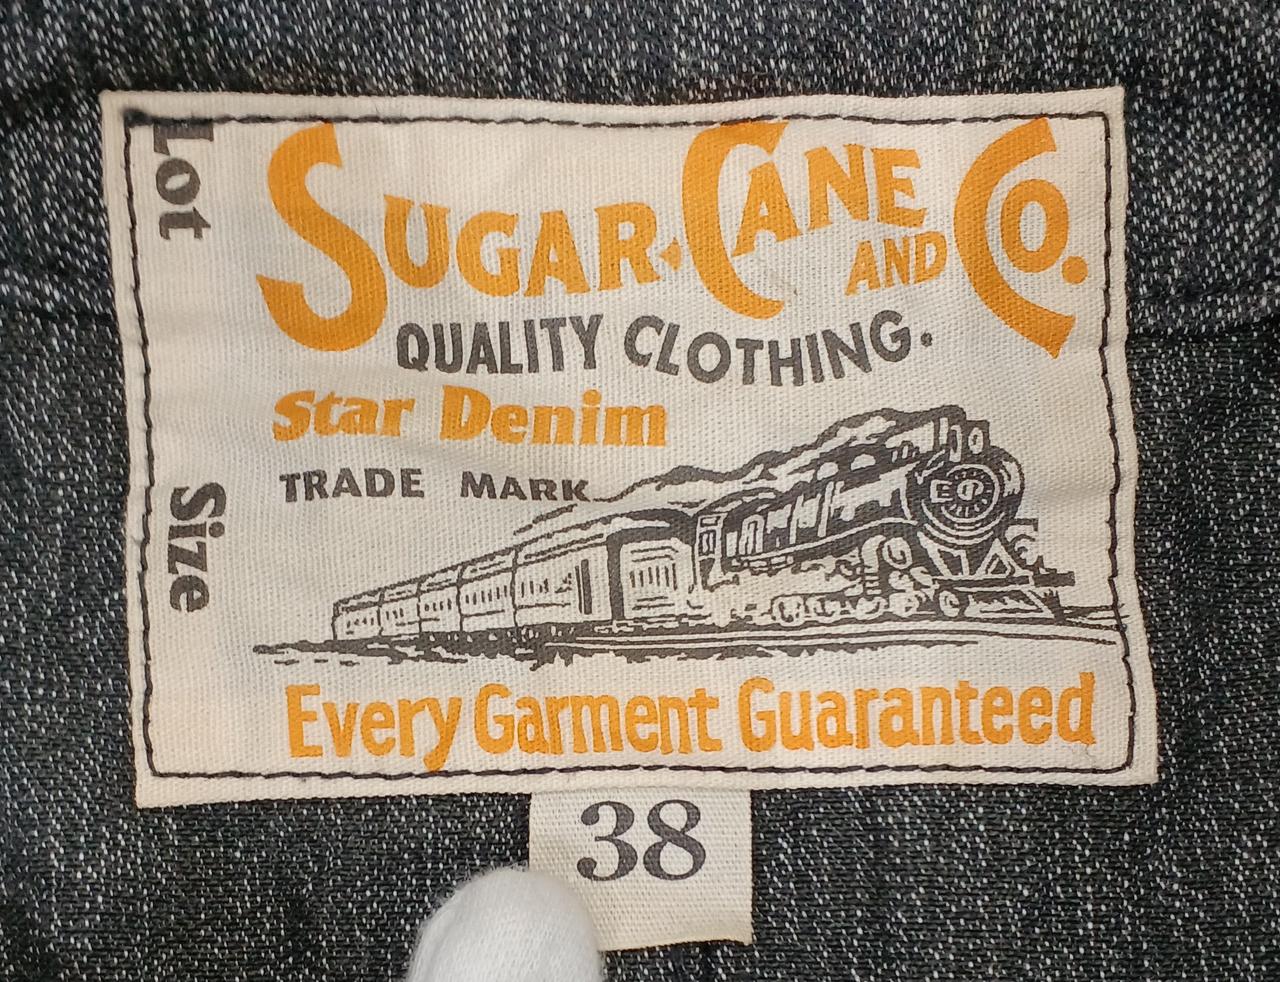 Lot
Size
SUGAR CANE AND CO.
QUALITY CLOTHING.
Star Denim
TRADE MARK
Every Garment Guaranteed
38